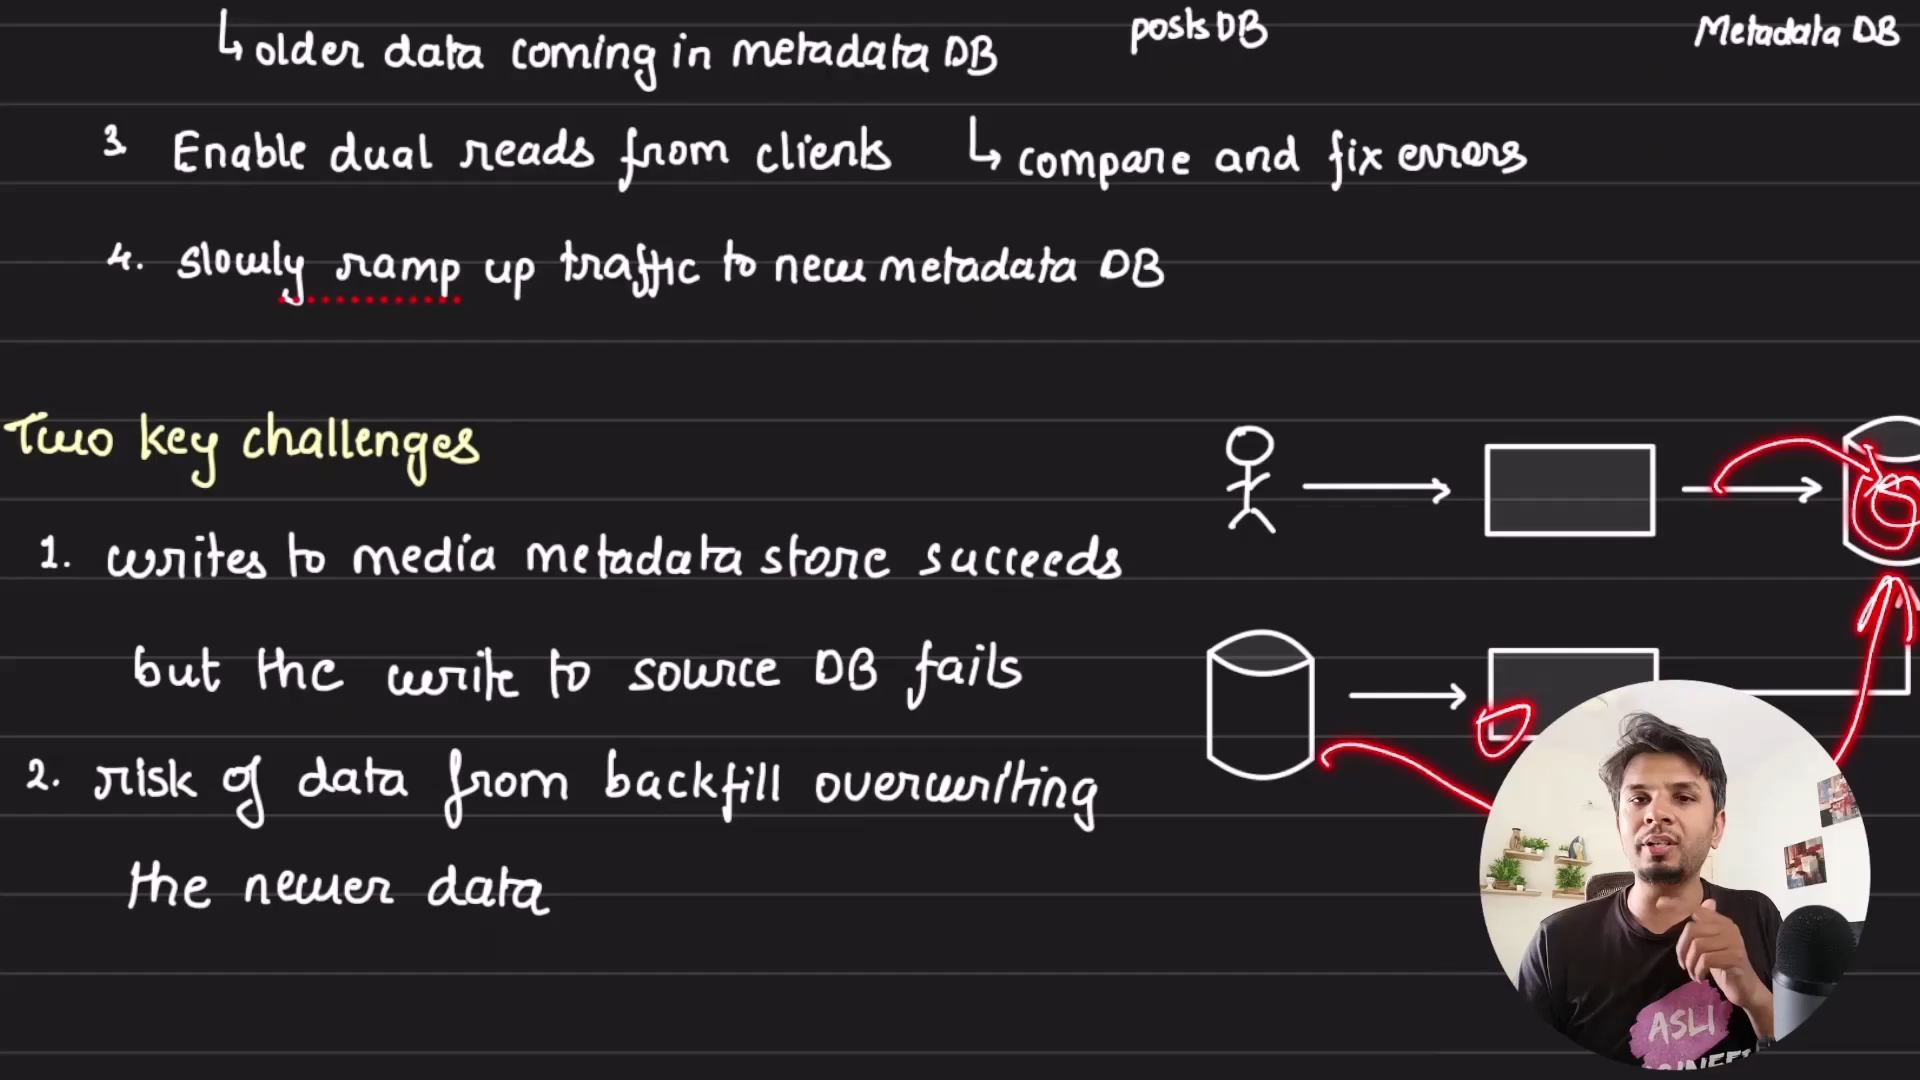 ↳ older data coming in metadata DB
posts DB
Metadata DB
3 Enable dual reads from clients
↳ compare and fix errors
4. slowly ramp up traffic to new metadata DB
Two key challenges
1. writes to media metadata store succeeds
but the write to source DB fails
2. risk of data from backfill overwriting
the newer data
ASLI